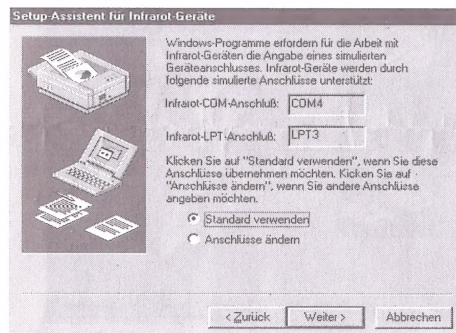 Setup-Assistent für Infrarot-Geräte
Windows-Programme erfordern für die Arbeit mit
Infrarot-Geräten die Angabe eines simulierten
Geräteanschlusses. Infrarot-Geräte werden durch
folgende simulierte Anschlüsse unterstützt:
Infrarot-COM-Anschluß: COM4
Infrarot-LPT-Anschluß: LPT3
Klicken Sie auf "Standard verwenden", wenn Sie diese
Anschlüsse übernehmen möchten. Kicken Sie auf
"Anschlüsse ändern", wenn Sie andere Anschlüsse
angeben möchten.
Standard verwenden
Anschlüsse ändern
< Zurück Weiter > Abbrechen